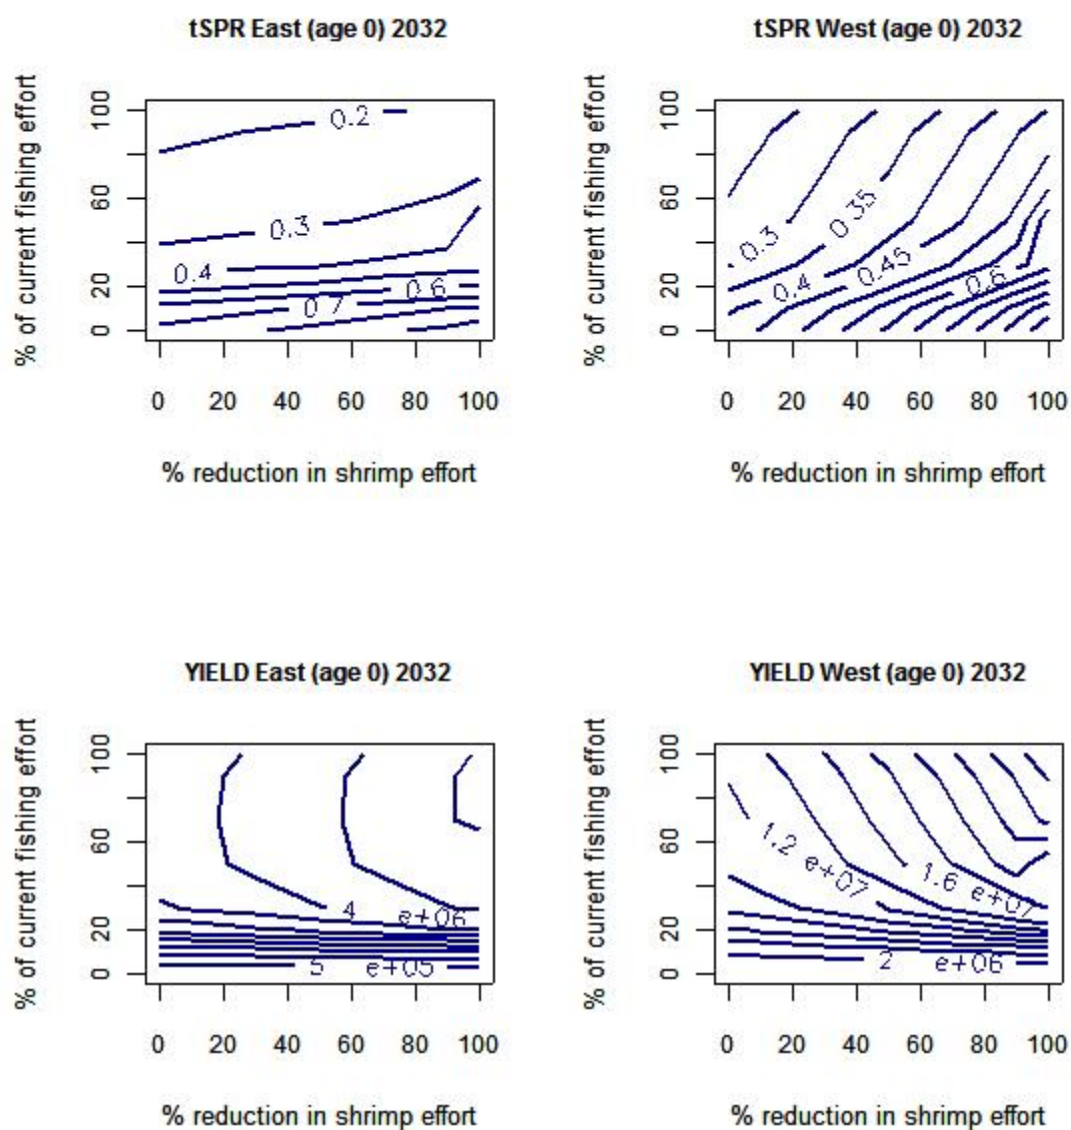 tSPR East (age 0) 2032
% of current fishing effort
100
60
20
0
0.2
0.3
0.4
0.6
0.7
0 20 40 60 80 100
% reduction in shrimp effort
tSPR West (age 0) 2032
% of current fishing effort
100
60
20
0
0.3
0.35
0.4
0.45
0.6
0 20 40 60 80 100
% reduction in shrimp effort
YIELD East (age 0) 2032
% of current fishing effort
100
60
20
0
4 e+06
5 e+05
0 20 40 60 80 100
% reduction in shrimp effort
YIELD West (age 0) 2032
% of current fishing effort
100
60
20
0
1.2 e+07
1.6 e+07
2 e+06
0 20 40 60 80 100
% reduction in shrimp effort